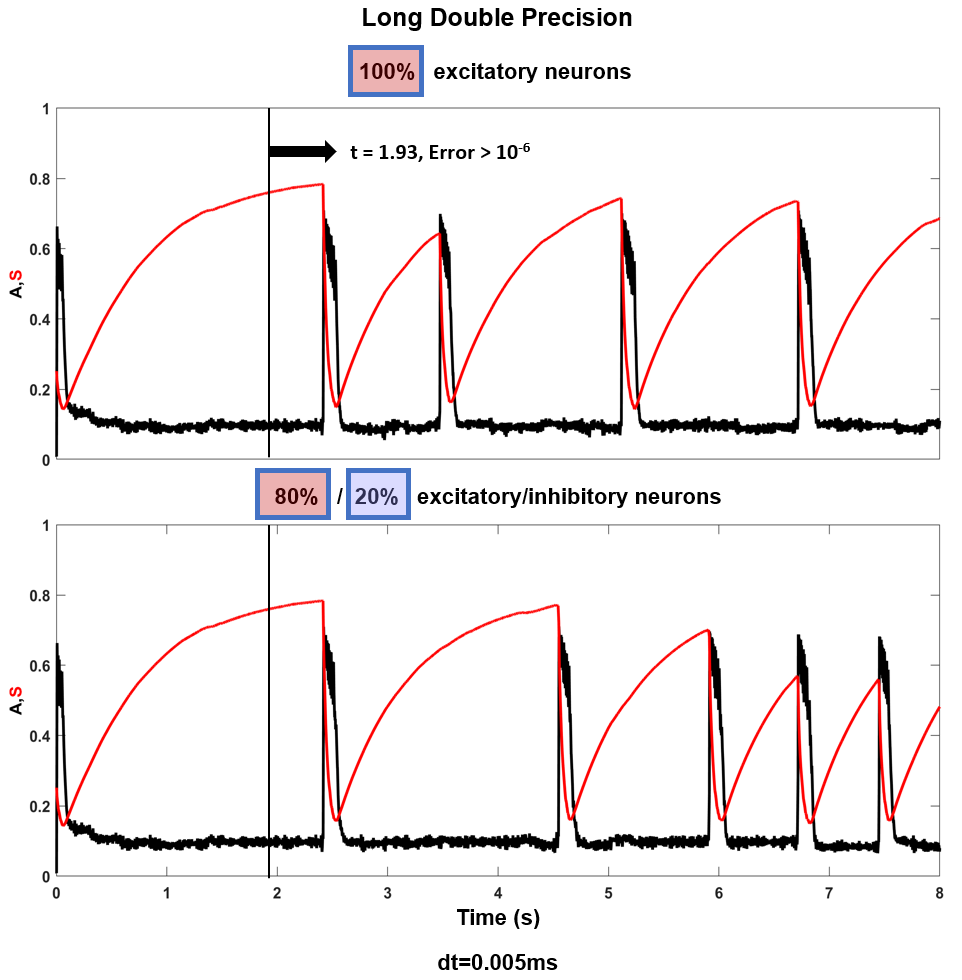 Long Double Precision
100% excitatory neurons
1
t = 1.93, Error > 10⁻⁶
0.8
0.6
A,S
0.4
0.2
0
80% / 20% excitatory/inhibitory neurons
1
0.8
0.6
A,S
0.4
0.2
0
0 1 2 3 4 5 6 7 8
Time (s)
dt=0.005ms